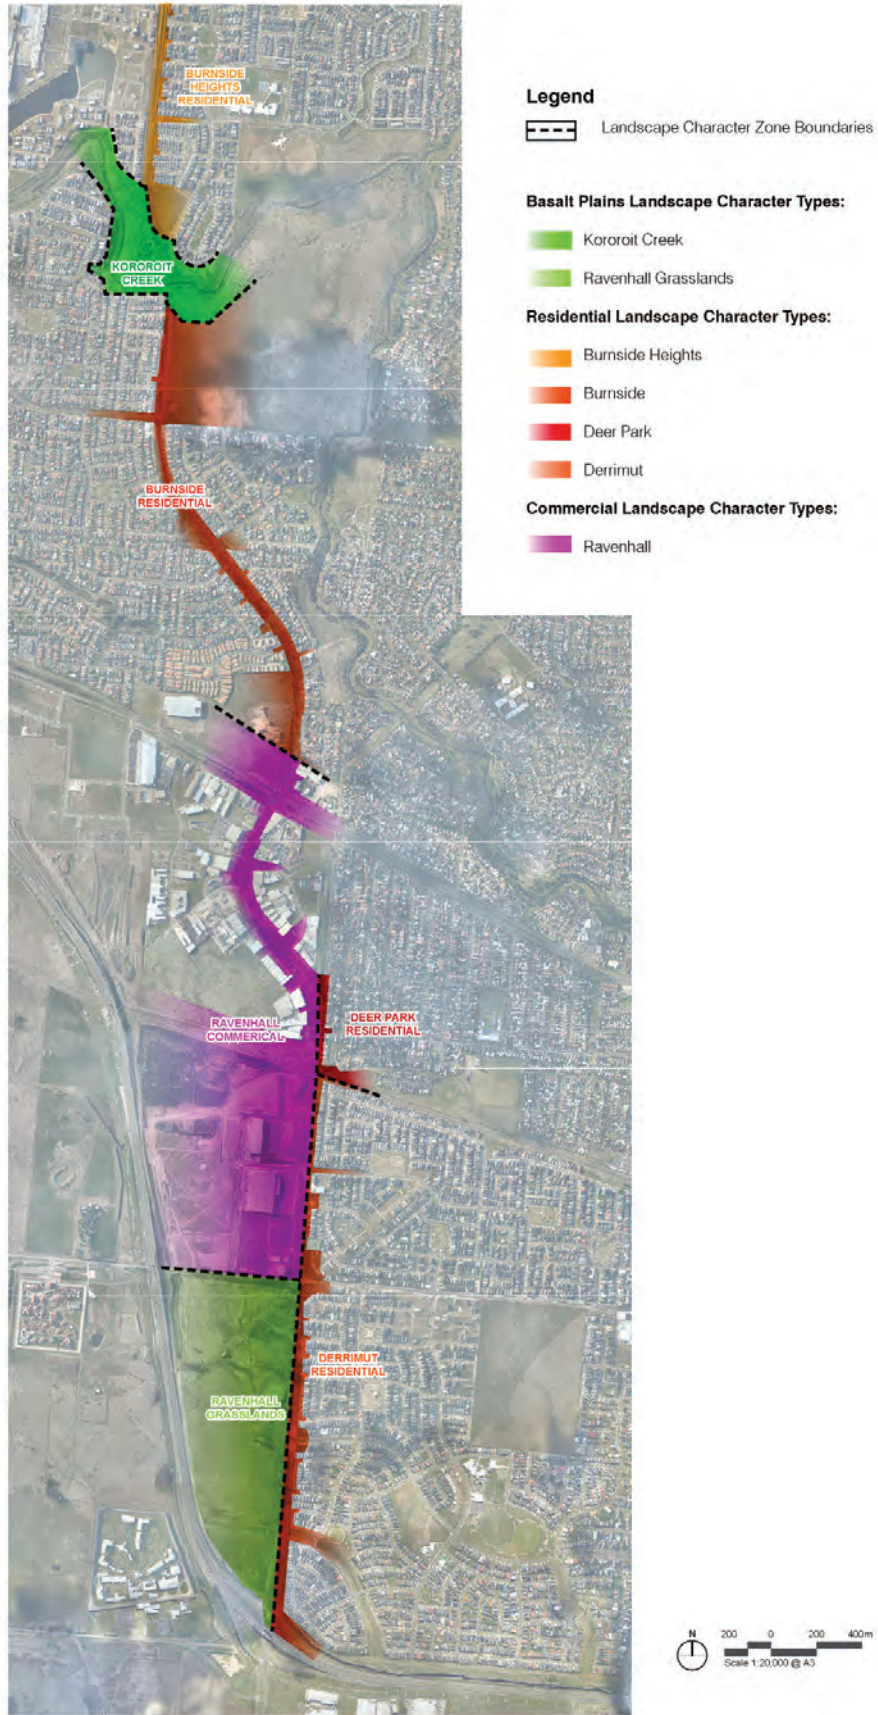 BURNSIDE
HEIGHTS
RESIDENTIAL
KOROROIT
CREEK
BURNSIDE
RESIDENTIAL
RAVENHALL
COMMERICAL
DEER PARK
RESIDENTIAL
DERRIMUT
RESIDENTIAL
RAVENHALL
GRASSLANDS
Legend
Landscape Character Zone Boundaries
Basalt Plains Landscape Character Types:
Kororoit Creek
Ravenhall Grasslands
Residential Landscape Character Types:
Burnside Heights
Burnside
Deer Park
Derrimut
Commercial Landscape Character Types:
Ravenhall
N
200 0 200 400m
Scale 1:20,000 @ A3